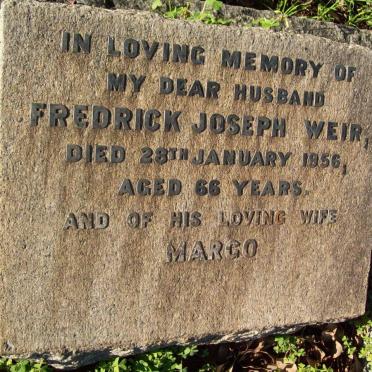 IN LOVING MEMORY OF
MY DEAR HUSBAND
FREDRICK JOSEPH WEIR,
DIED 28TH JANUARY 1956,
AGED 66 YEARS.
AND OF HIS LOVING WIFE
MARGO